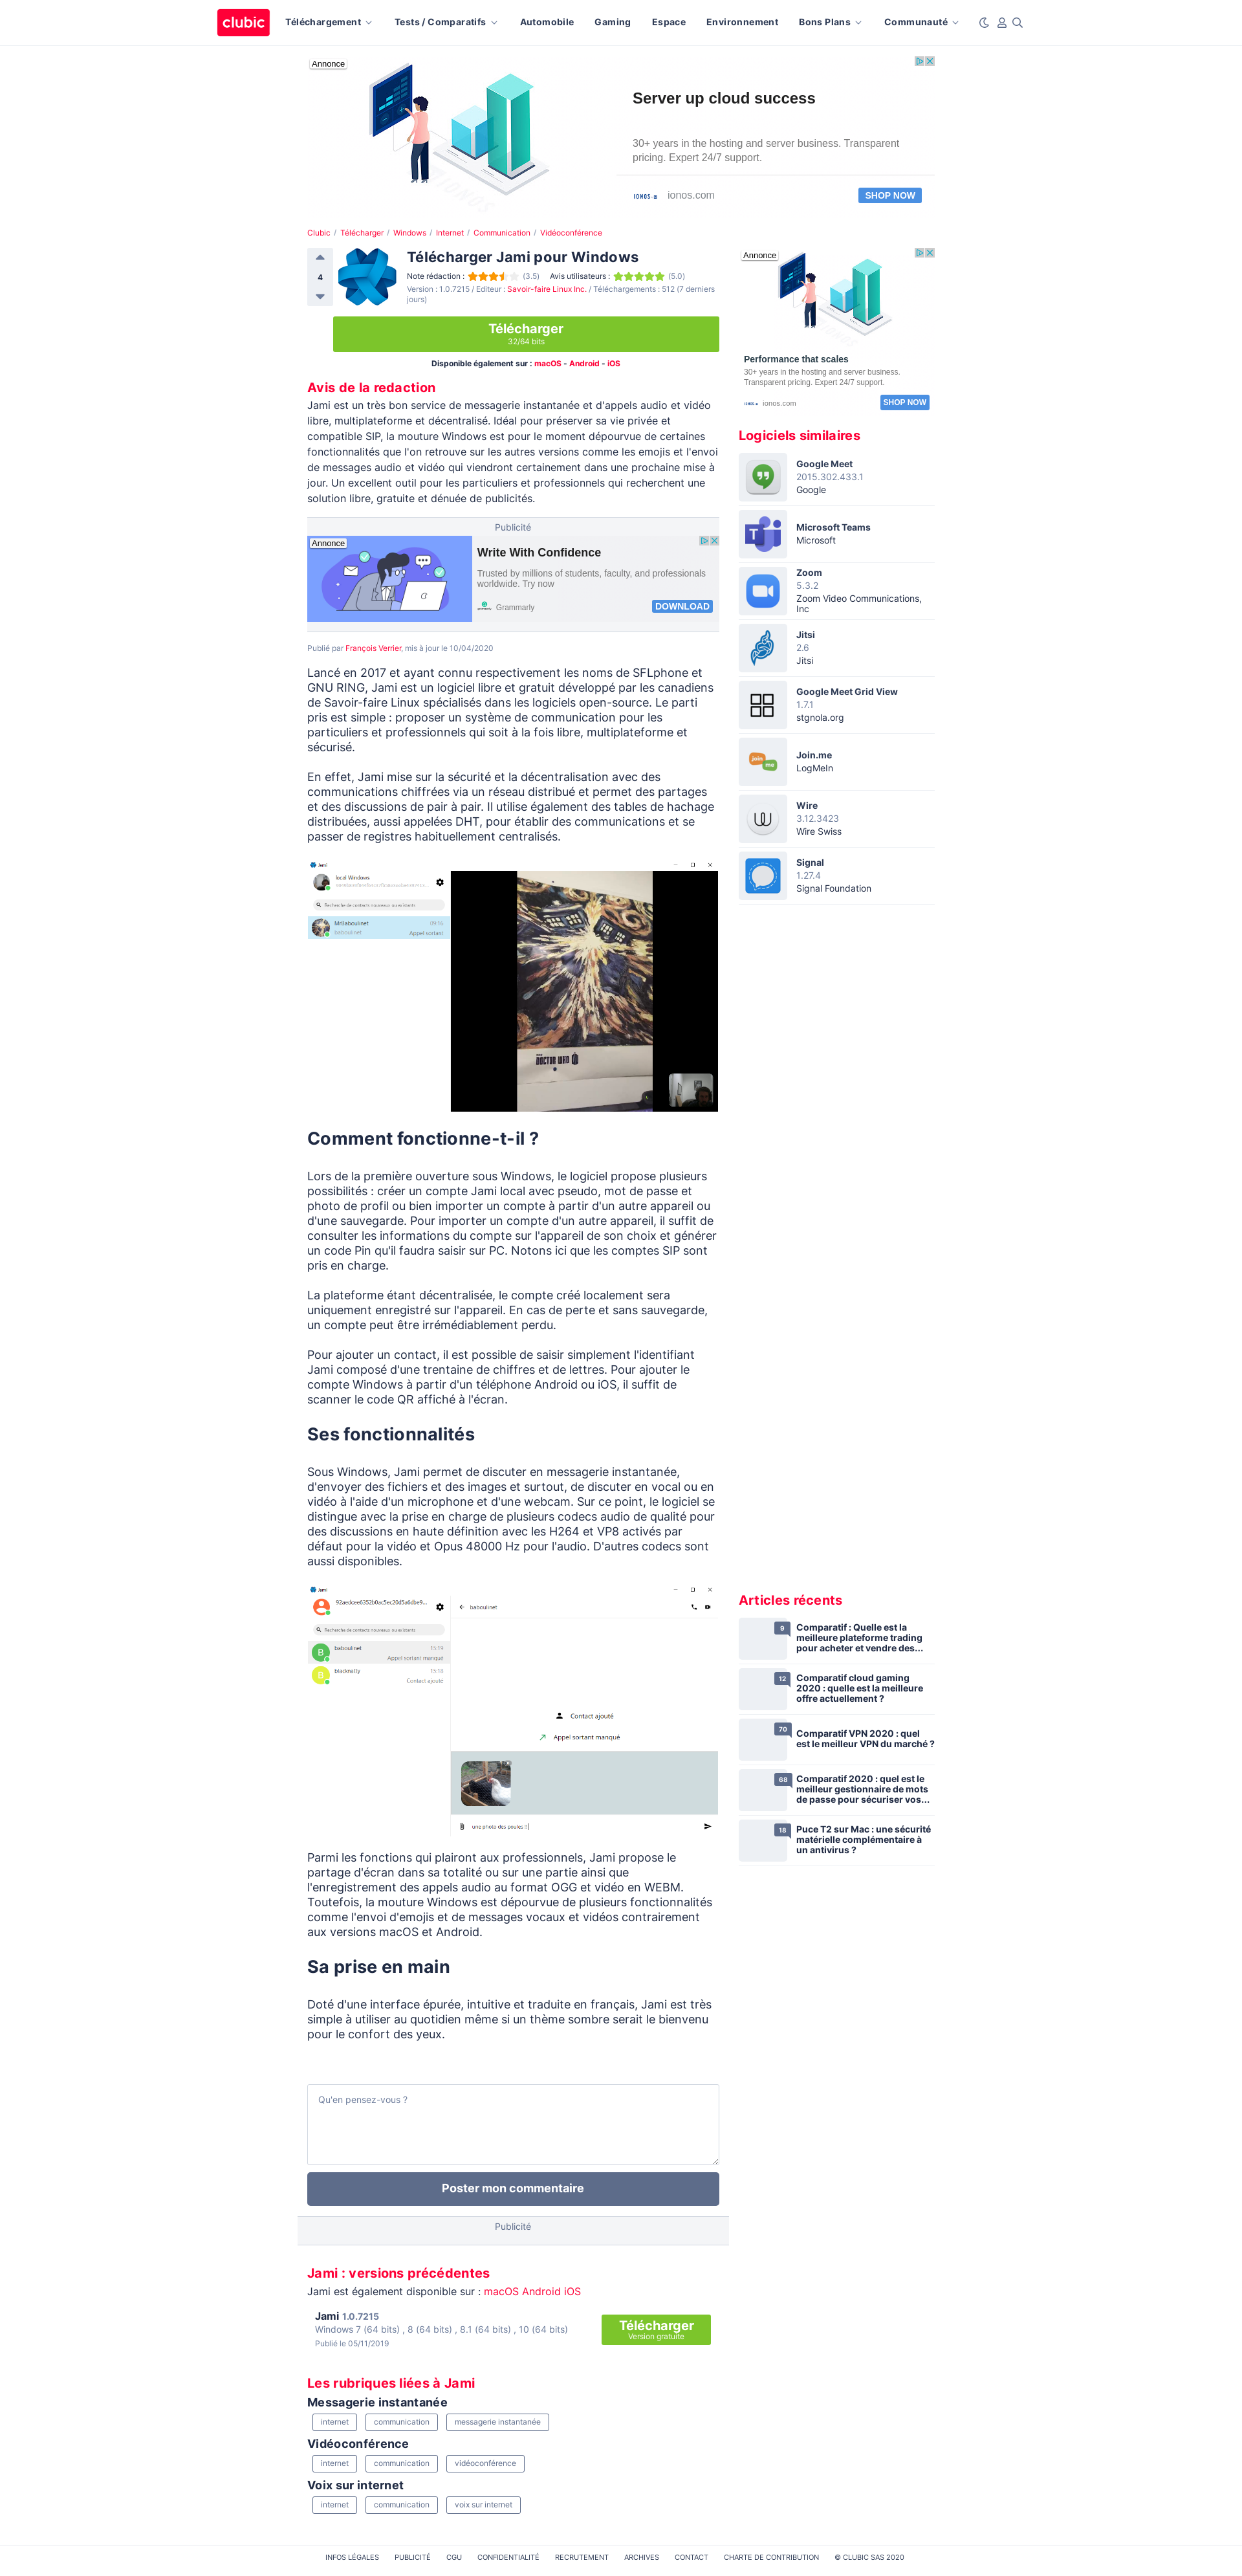 clubic
Téléchargement
Tests / Comparatifs
Automobile
Gaming
Espace
Environnement
Bons Plans
Communauté
Annonce
Server up cloud success
30+ years in the hosting and server business. Transparent
pricing. Expert 24/7 support.
IONOS
ionos.com
SHOP NOW
Clubic / Télécharger / Windows / Internet / Communication / Vidéoconférence
4
Télécharger Jami pour Windows
Note rédaction : (3.5) Avis utilisateurs : (5.0)
Version : 1.0.7215 / Editeur : Savoir-faire Linux Inc. / Téléchargements : 512 (7 derniers
jours)
Télécharger
32/64 bits
Disponible également sur : macOS - Android - iOS
Avis de la redaction
Jami est un très bon service de messagerie instantanée et d'appels audio et vidéo
libre, multiplateforme et décentralisé. Idéal pour préserver sa vie privée et
compatible SIP, la mouture Windows est pour le moment dépourvue de certaines
fonctionnalités que l'on retrouve sur les autres versions comme les emojis et l'envoi
de messages audio et vidéo qui viendront certainement dans une prochaine mise à
jour. Un excellent outil pour les particuliers et professionnels qui recherchent une
solution libre, gratuite et dénuée de publicités.
Publicité
Annonce
Write With Confidence
Trusted by millions of students, faculty, and professionals
worldwide. Try now
Grammarly
DOWNLOAD
Publié par François Verrier, mis à jour le 10/04/2020
Lancé en 2017 et ayant connu respectivement les noms de SFLphone et
GNU RING, Jami est un logiciel libre et gratuit développé par les canadiens
de Savoir-faire Linux spécialisés dans les logiciels open-source. Le parti
pris est simple : proposer un système de communication pour les
particuliers et professionnels qui soit à la fois libre, multiplateforme et
sécurisé.
En effet, Jami mise sur la sécurité et la décentralisation avec des
communications chiffrées via un réseau distribué et permet des partages
et des discussions de pair à pair. Il utilise également des tables de hachage
distribuées, aussi appelées DHT, pour établir des communications et se
passer de registres habituellement centralisés.
Jami
local Windows
Recherche de contacts nouveaux ou existants
Millaboulinet
09:16
baboulinet
Appel sortant
DOCTOR WHO
Comment fonctionne-t-il ?
Lors de la première ouverture sous Windows, le logiciel propose plusieurs
possibilités : créer un compte Jami local avec pseudo, mot de passe et
photo de profil ou bien importer un compte à partir d'un autre appareil ou
d'une sauvegarde. Pour importer un compte d'un autre appareil, il suffit de
consulter les informations du compte sur l'appareil de son choix et générer
un code Pin qu'il faudra saisir sur PC. Notons ici que les comptes SIP sont
pris en charge.
La plateforme étant décentralisée, le compte créé localement sera
uniquement enregistré sur l'appareil. En cas de perte et sans sauvegarde,
un compte peut être irrémédiablement perdu.
Pour ajouter un contact, il est possible de saisir simplement l'identifiant
Jami composé d'une trentaine de chiffres et de lettres. Pour ajouter le
compte Windows à partir d'un téléphone Android ou iOS, il suffit de
scanner le code QR affiché à l'écran.
Ses fonctionnalités
Sous Windows, Jami permet de discuter en messagerie instantanée,
d'envoyer des fichiers et des images et surtout, de discuter en vocal ou en
vidéo à l'aide d'un microphone et d'une webcam. Sur ce point, le logiciel se
distingue avec la prise en charge de plusieurs codecs audio de qualité pour
des discussions en haute définition avec les H264 et VP8 activés par
défaut pour la vidéo et Opus 48000 Hz pour l'audio. D'autres codecs sont
aussi disponibles.
Jami
92aedcee6352b0ac5ec20d5a6dbe9...
baboulinet
Recherche de contacts nouveaux ou existants
B
baboulinet
15:19
Appel sortant manqué
B
blacknally
15:18
Contact ajouté
Contact ajouté
Appel sortant manqué
une photo des poules !!
Parmi les fonctions qui plairont aux professionnels, Jami propose le
partage d'écran dans sa totalité ou sur une partie ainsi que
l'enregistrement des appels audio au format OGG et vidéo en WEBM.
Toutefois, la mouture Windows est dépourvue de plusieurs fonctionnalités
comme l'envoi d'emojis et de messages vocaux et vidéos contrairement
aux versions macOS et Android.
Sa prise en main
Doté d'une interface épurée, intuitive et traduite en français, Jami est très
simple à utiliser au quotidien même si un thème sombre serait le bienvenu
pour le confort des yeux.
Qu'en pensez-vous ?
Poster mon commentaire
Publicité
Jami : versions précédentes
Jami est également disponible sur : macOS Android iOS
Jami 1.0.7215
Windows 7 (64 bits) , 8 (64 bits) , 8.1 (64 bits) , 10 (64 bits)
Publié le 05/11/2019
Télécharger
Version gratuite
Les rubriques liées à Jami
Messagerie instantanée
internet
communication
messagerie instantanée
Vidéoconférence
internet
communication
vidéoconférence
Voix sur internet
internet
communication
voix sur internet
Annonce
Performance that scales
30+ years in the hosting and server business.
Transparent pricing. Expert 24/7 support.
IONOS
ionos.com
SHOP NOW
Logiciels similaires
Google Meet
2015.302.433.1
Google
Microsoft Teams
Microsoft
Zoom
5.3.2
Zoom Video Communications,
Inc
Jitsi
2.6
Jitsi
Google Meet Grid View
1.7.1
stgnola.org
join
me
Join.me
LogMeIn
Wire
3.12.3423
Wire Swiss
Signal
1.27.4
Signal Foundation
Articles récents
9
Comparatif : Quelle est la
meilleure plateforme trading
pour acheter et vendre des...
12
Comparatif cloud gaming
2020 : quelle est la meilleure
offre actuellement ?
70
Comparatif VPN 2020 : quel
est le meilleur VPN du marché ?
68
Comparatif 2020 : quel est le
meilleur gestionnaire de mots
de passe pour sécuriser vos...
18
Puce T2 sur Mac : une sécurité
matérielle complémentaire à
un antivirus ?
INFOS LÉGALES
PUBLICITÉ
CGU
CONFIDENTIALITÉ
RECRUTEMENT
ARCHIVES
CONTACT
CHARTE DE CONTRIBUTION
© CLUBIC SAS 2020